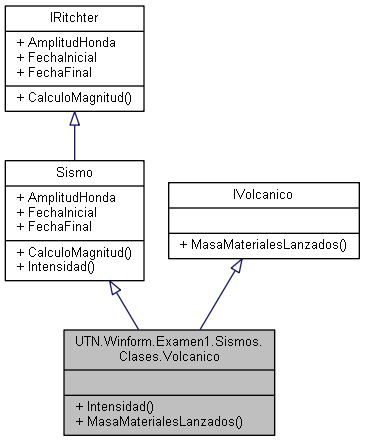 IRitchter
+ AmplitudHonda
+ FechaInicial
+ FechaFinal
+ CalculoMagnitud()
Sismo
+ AmplitudHonda
+ FechaInicial
+ FechaFinal
+ CalculoMagnitud()
+ Intensidad()
IVolcanico
+ MasaMaterialesLanzados()
UTN.Winform.Examen1.Sismos.
Clases.Volcanico
+ Intensidad()
+ MasaMaterialesLanzados()